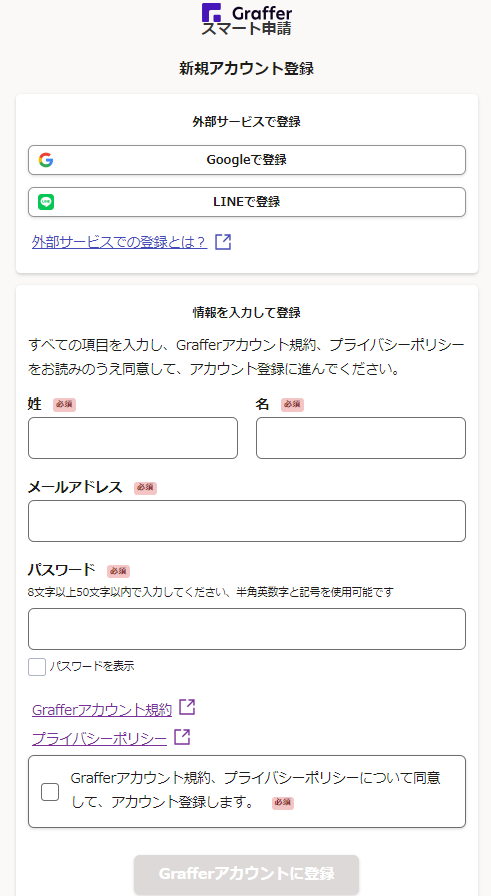 Graffer
スマート申請
新規アカウント登録
外部サービスで登録
Googleで登録
LINEで登録
外部サービスでの登録とは？
情報を入力して登録
すべての項目を入力し、Grafferアカウント規約、プライバシーポリシー
をお読みのうえ同意して、アカウント登録に進んでください。
姓 必須 名 必須
メールアドレス 必須
パスワード 必須
8文字以上50文字以内で入力してください、半角英数字と記号を使用可能です
パスワードを表示
Grafferアカウント規約
プライバシーポリシー
Grafferアカウント規約、プライバシーポリシーについて同意
して、アカウント登録します。 必須
Grafferアカウントに登録